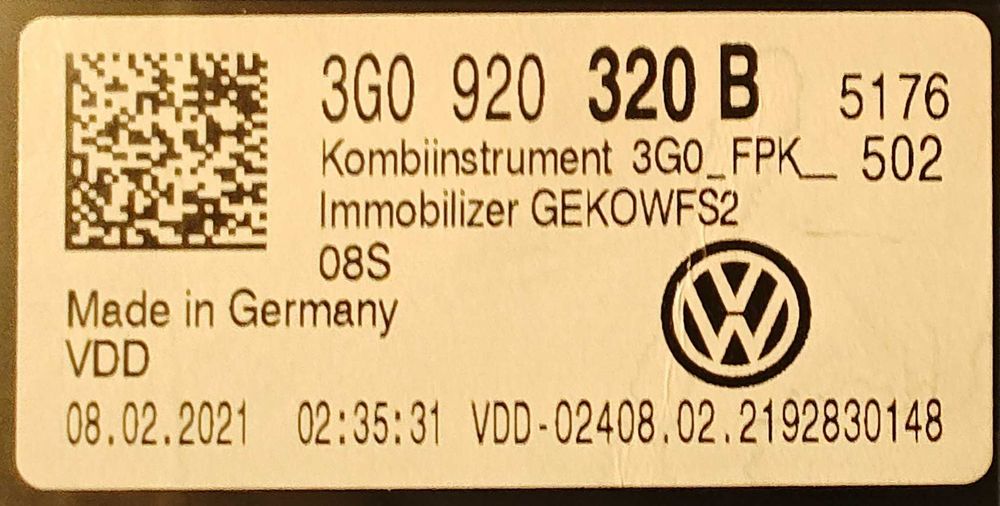 3G0 920 320 B 5176
Kombiinstrument 3G0_FPK_ 502
Immobilizer GEKOWFS2
08S
Made in Germany
VDD
08.02.2021 02:35:31 VDD-02408.02.2192830148